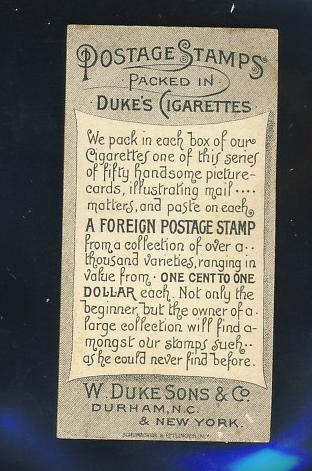 POSTAGE STAMPS
PACKED IN
DUKE'S CIGARETTES
We pack in each box of our
Cigarettes one of this series
of fifty handsome picture-
cards, illustrating mail ····
matters, and paste on each
A FOREIGN POSTAGE STAMP
from a collection of over a··
thousand varieties, ranging in
value from · ONE CENT TO ONE
DOLLAR each. Not only the
beginner, but the owner of a·
large collection will find a-
mongst our stamps such··
as he could never find before.
W. DUKE SONS & Co.
DURHAM, N.C.
& NEW YORK.
SCHUMACHER & ETTLINGER, N.Y.